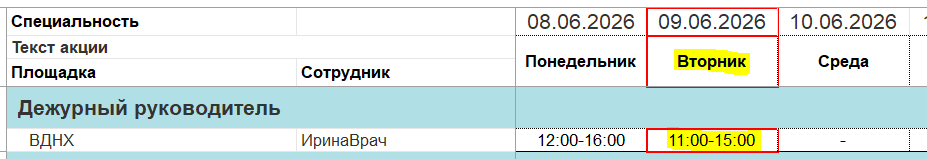 Специальность 08.06.2026 09.06.2026 10.06.2026
Текст акции
Понедельник Вторник Среда
Площадка Сотрудник
Дежурный руководитель
ВДНХ ИринаВрач 12:00-16:00 11:00-15:00 -